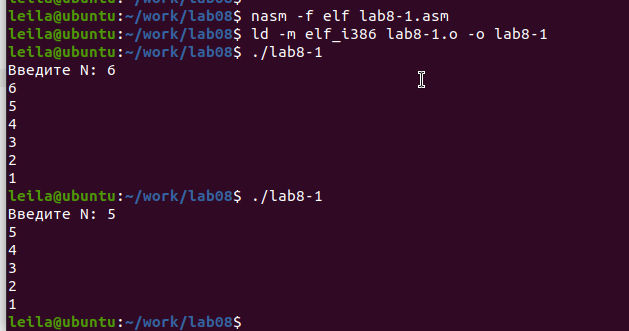 leila@ubuntu:~/work/lab08$ nasm -f elf lab8-1.asm
leila@ubuntu:~/work/lab08$ ld -m elf_i386 lab8-1.o -o lab8-1
leila@ubuntu:~/work/lab08$ ./lab8-1
Введите N: 6
6
5
4
3
2
1
leila@ubuntu:~/work/lab08$ ./lab8-1
Введите N: 5
5
4
3
2
1
leila@ubuntu:~/work/lab08$